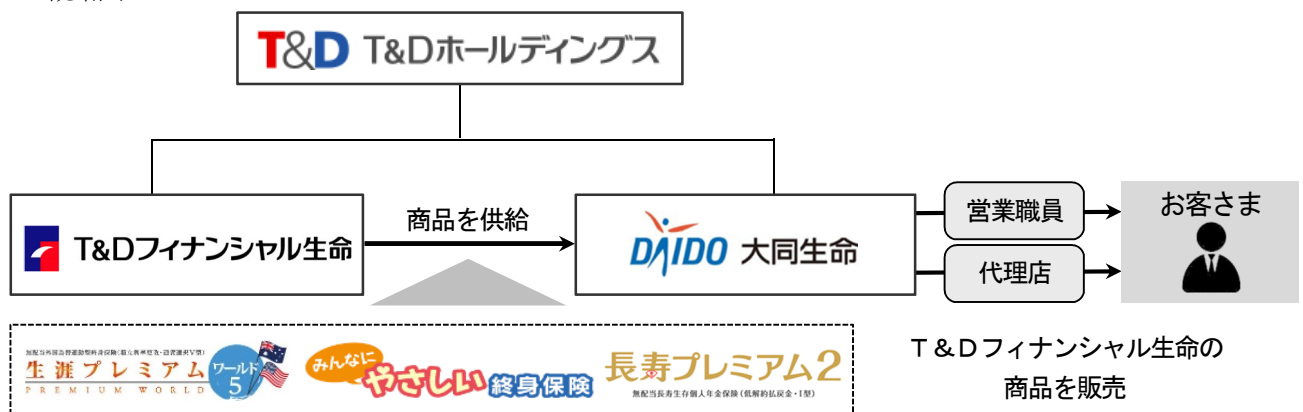 T&D T&Dホールディングス
T&Dフィナンシャル生命
商品を供給
DAIDO 大同生命
営業職員
代理店
お客さま
生涯プレミアム
PREMIUM WORLD
ワールド
5
みんなに
やさしい終身保険
長寿プレミアム2
無配当長寿生存個人年金保険(低解約払戻金・Ⅰ型)
T&Dフィナンシャル生命の
商品を販売